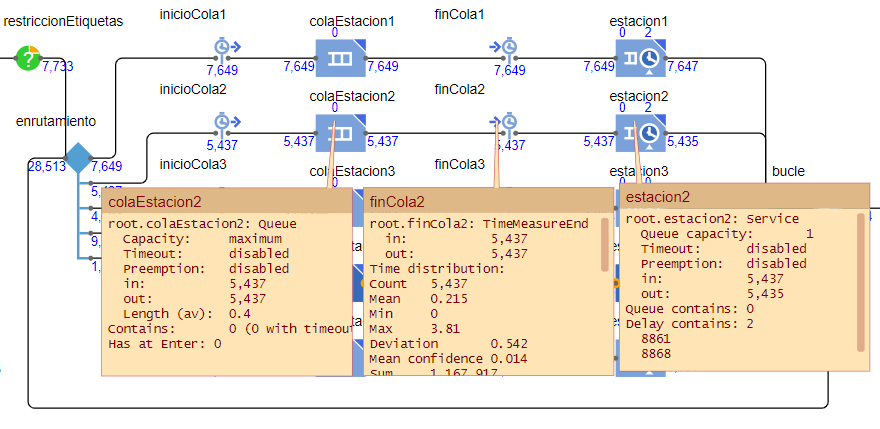 restriccionEtiquetas
7,733
enrutamiento
28,513
7,649
inicioCola1
7,649
colaEstacion1
0
7,649 7,649
finCola1
7,649
estacion1
0 2
7,649 7,647
inicioCola2
5,437
colaEstacion2
0
5,437 5,437
finCola2
estacion2
0 2
5,437 5,435
inicioCola3
colaEstacion3
finCola3
estacion3
bucle
colaEstacion2
root.colaEstacion2: Queue
Capacity: maximum
Timeout: disabled
Preemption: disabled
in: 5,437
out: 5,437
Length (av): 0.4
Contains: 0 (0 with timeout
Has at Enter: 0
finCola2
root.finCola2: TimeMeasureEnd
in: 5,437
out: 5,437
Time distribution:
Count 5,437
Mean 0.215
Min 0
Max 3.81
Deviation 0.542
Mean confidence 0.014
Sum 1,167.917
estacion2
root.estacion2: Service
Queue capacity: 1
Timeout: disabled
Preemption: disabled
in: 5,437
out: 5,435
Queue contains: 0
Delay contains: 2
8861
8868